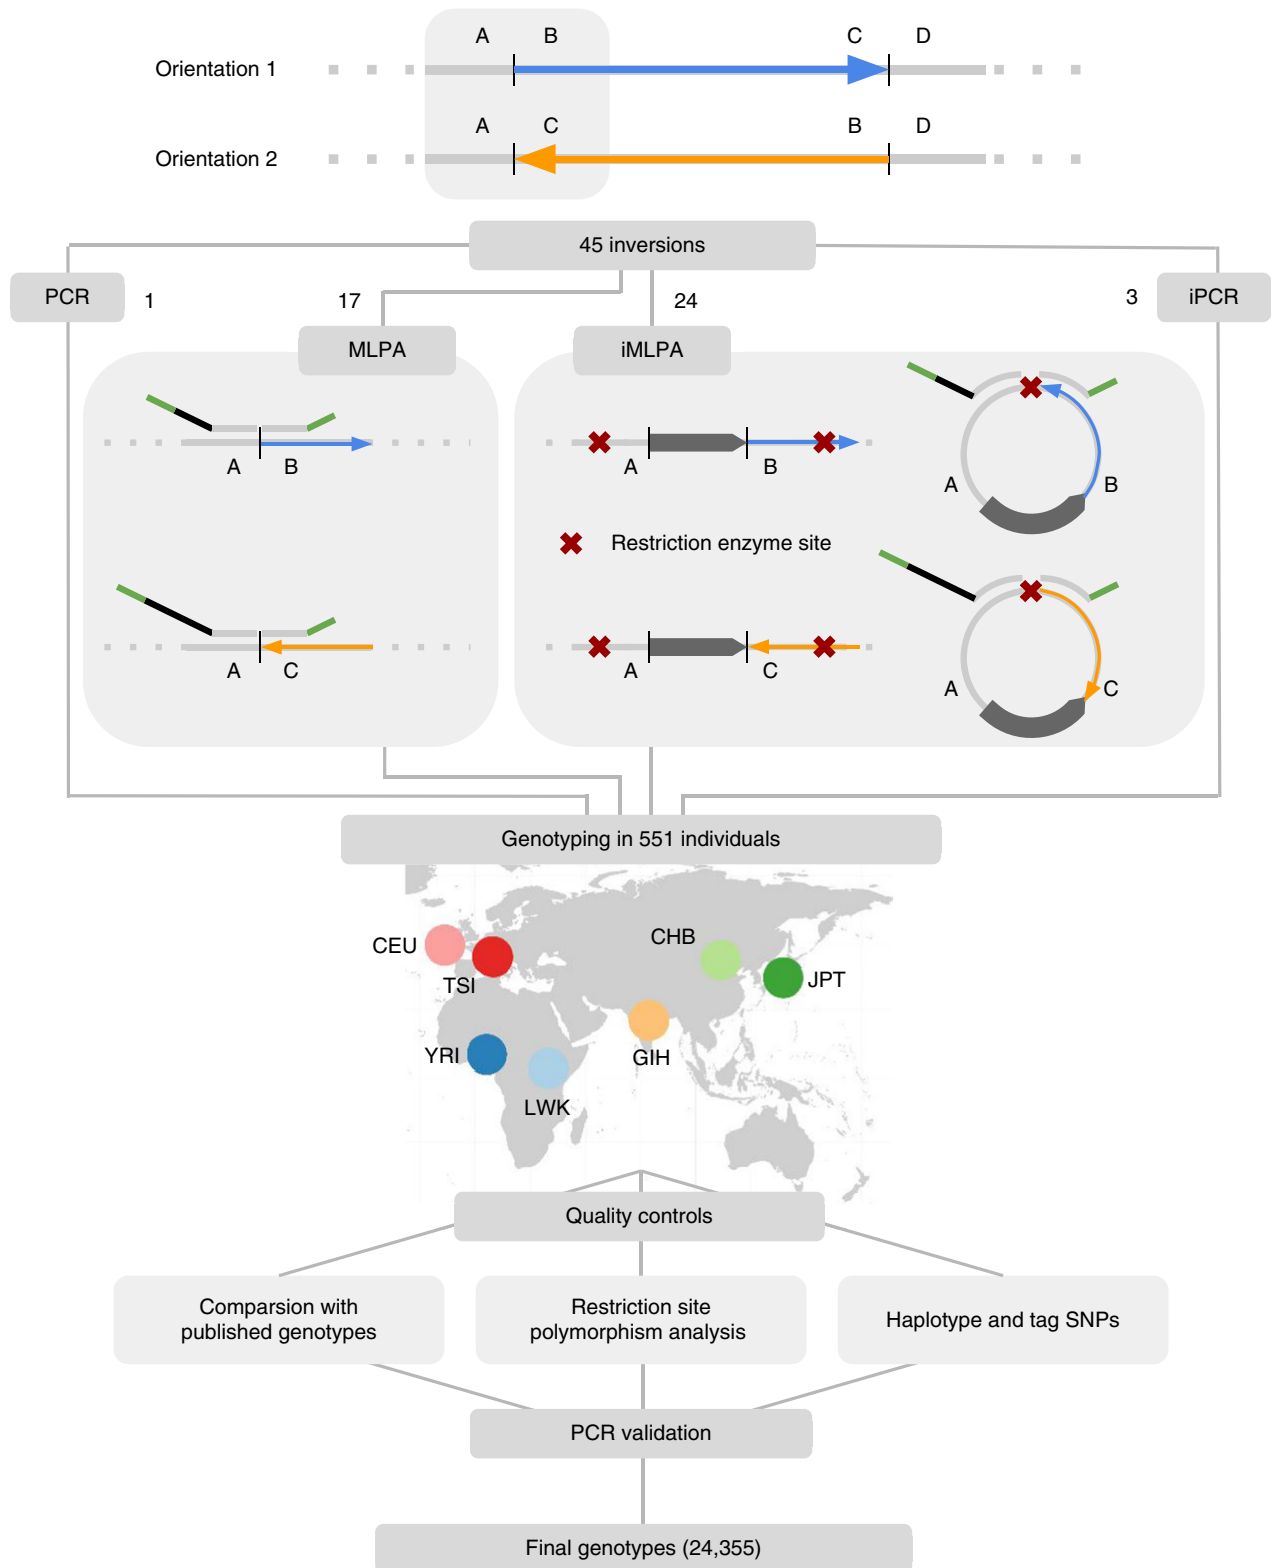 A B C D
Orientation 1
A C B D
Orientation 2
45 inversions
PCR 1 17 24 3 iPCR
MLPA iMLPA
A B
A B
A B
Restriction enzyme site
A C
A C
A C
Genotyping in 551 individuals
CEU
TSI
CHB
JPT
YRI
LWK
GIH
Quality controls
Comparsion with
published genotypes
Restriction site
polymorphism analysis
Haplotype and tag SNPs
PCR validation
Final genotypes (24,355)